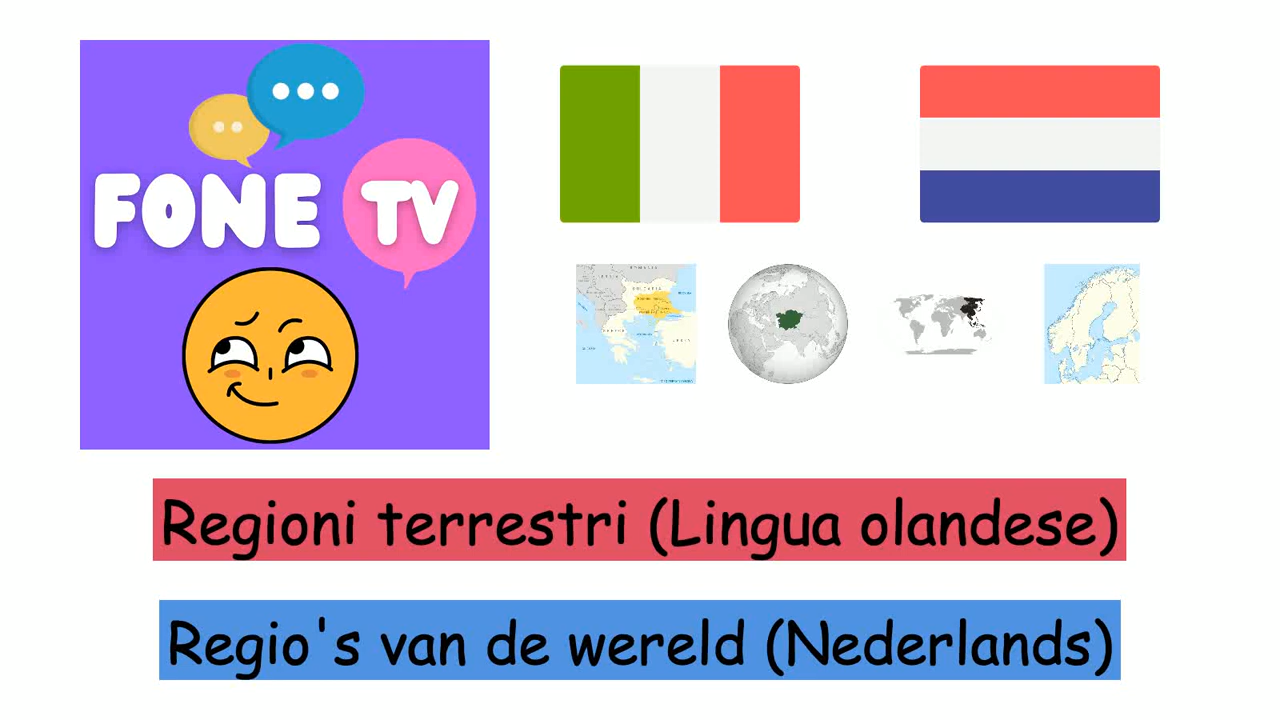 FONE TV
Regioni terrestri (Lingua olandese)
Regio's van de wereld (Nederlands)